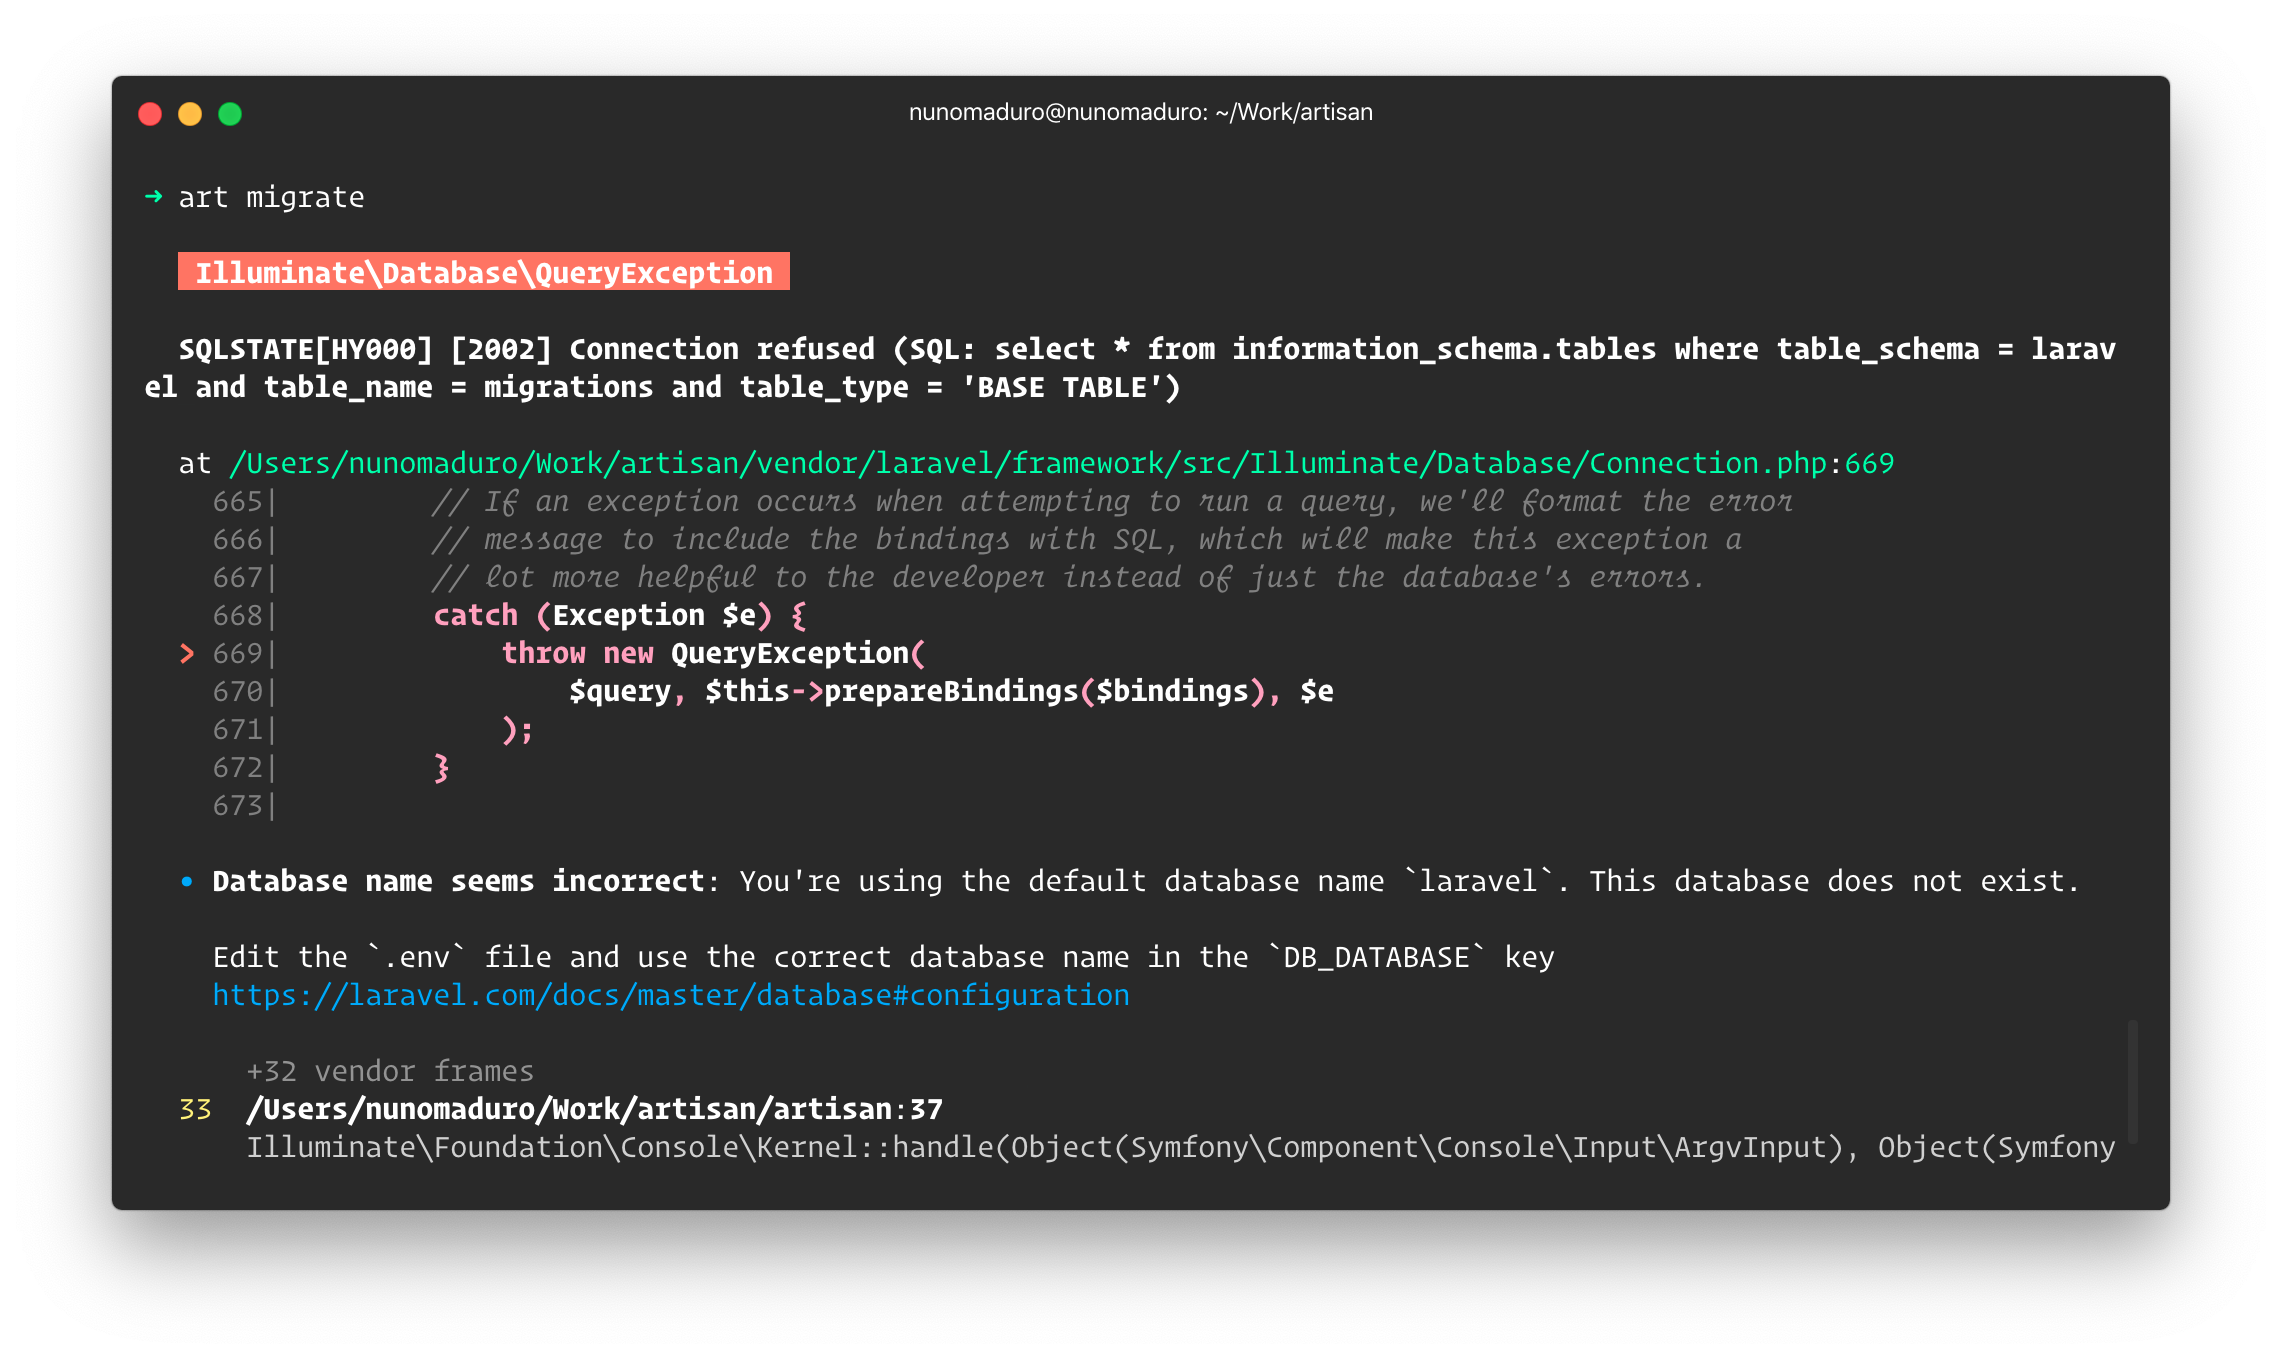 nunomaduro@nunomaduro: ~/Work/artisan
➜ art migrate
Illuminate\Database\QueryException
SQLSTATE[HY000] [2002] Connection refused (SQL: select * from information_schema.tables where table_schema = larav
el and table_name = migrations and table_type = 'BASE TABLE')
at /Users/nunomaduro/Work/artisan/vendor/laravel/framework/src/Illuminate/Database/Connection.php:669
665|         // If an exception occurs when attempting to run a query, we'll format the error
666|         // message to include the bindings with SQL, which will make this exception a
667|         // lot more helpful to the developer instead of just the database's errors.
668|         catch (Exception $e) {
> 669|             throw new QueryException(
670|                 $query, $this->prepareBindings($bindings), $e
671|             );
672|         }
673|
• Database name seems incorrect: You're using the default database name `laravel`. This database does not exist.
Edit the `.env` file and use the correct database name in the `DB_DATABASE` key
https://laravel.com/docs/master/database#configuration
+32 vendor frames
33  /Users/nunomaduro/Work/artisan/artisan:37
Illuminate\Foundation\Console\Kernel::handle(Object(Symfony\Component\Console\Input\ArgvInput), Object(Symfony